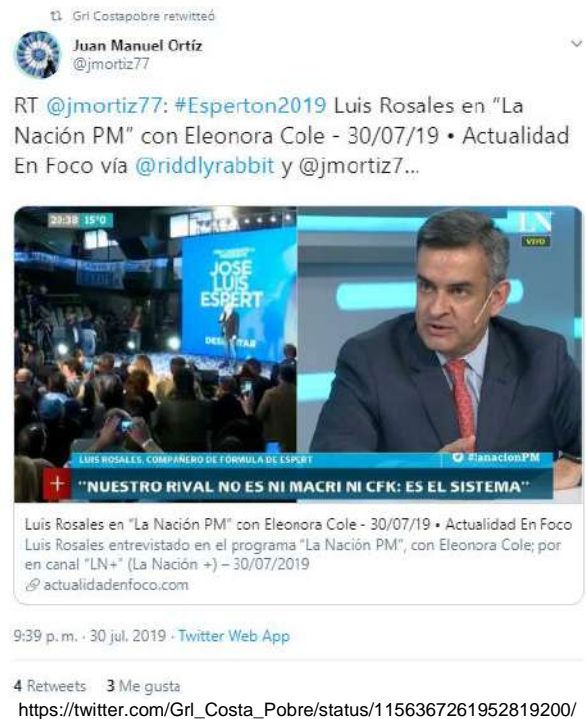 Grl Costapobre retwitteó
Juan Manuel Ortíz
@jmortiz77
RT @jmortiz77: #Esperton2019 Luis Rosales en "La
Nación PM" con Eleonora Cole - 30/07/19 • Actualidad
En Foco vía @riddlyrabbit y @jmortiz7...
20:38 15°0
LN
VIVO
JOSE
LUIS
ESPERT
DESPERTAR
LUIS ROSALES, COMPAÑERO DE FÓRMULA DE ESPERT
#lanacionPM
"NUESTRO RIVAL NO ES NI MACRI NI CFK: ES EL SISTEMA"
Luis Rosales en "La Nación PM" con Eleonora Cole - 30/07/19 • Actualidad En Foco
Luis Rosales entrevistado en el programa "La Nación PM", con Eleonora Cole; por
en canal "LN+" (La Nación +) – 30/07/2019
actualidadenfoco.com
9:39 p. m. · 30 jul. 2019 · Twitter Web App
4 Retweets 3 Me gusta
https://twitter.com/Grl_Costa_Pobre/status/1156367261952819200/